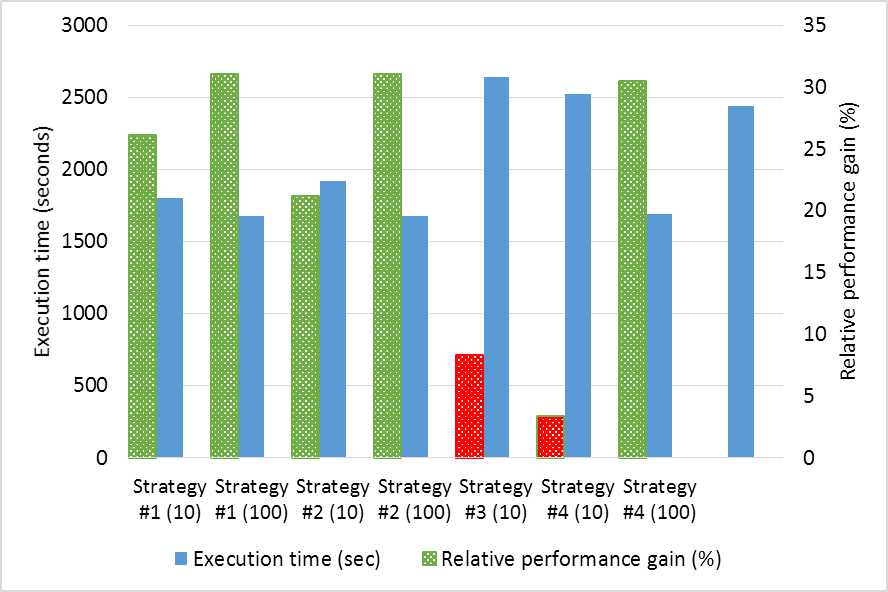 Execution time (seconds)
3000
2500
2000
1500
1000
500
0
35
30
25
20
15
10
5
0
Relative performance gain (%)
Strategy
#1 (10)
Strategy
#1 (100)
Strategy
#2 (10)
Strategy
#2 (100)
Strategy
#3 (10)
Strategy
#4 (10)
Strategy
#4 (100)
Execution time (sec)
Relative performance gain (%)